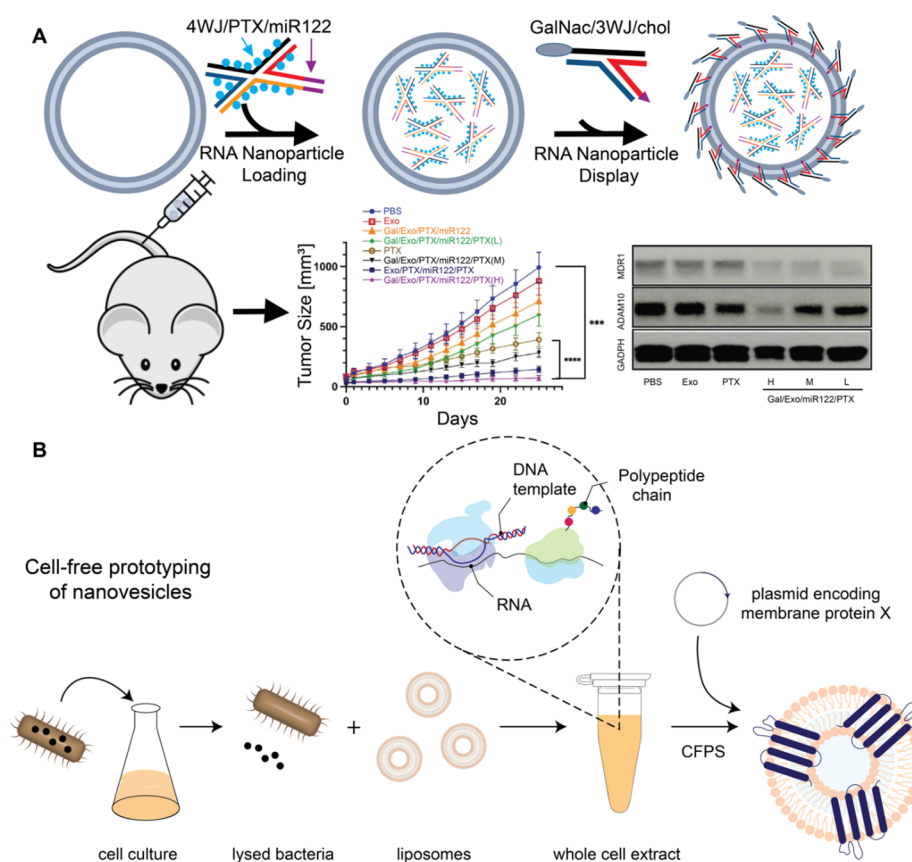 A
4WJ/PTX/miR122
GalNac/3WJ/chol
RNA Nanoparticle
Loading
RNA Nanoparticle
Display
PBS
Exo
Gal/Exo/PTX/miR122
Gal/Exo/PTX/miR122/PTX(L)
PTX
Gal/Exo/PTX/miR122/PTX(M)
Exo/PTX/miR122/PTX
Gal/Exo/PTX/miR122/PTX(H)
Tumor Size [mm³]
1000
500
0
0
10
20
Days
***
****
MDR1
ADAM10
GADPH
PBS Exo PTX H M L
Gal/Exo/miR122/PTX
B
Cell-free prototyping
of nanovesicles
DNA
template
Polypeptide
chain
RNA
plasmid encoding
membrane protein X
+
CFPS
cell culture lysed bacteria liposomes whole cell extract